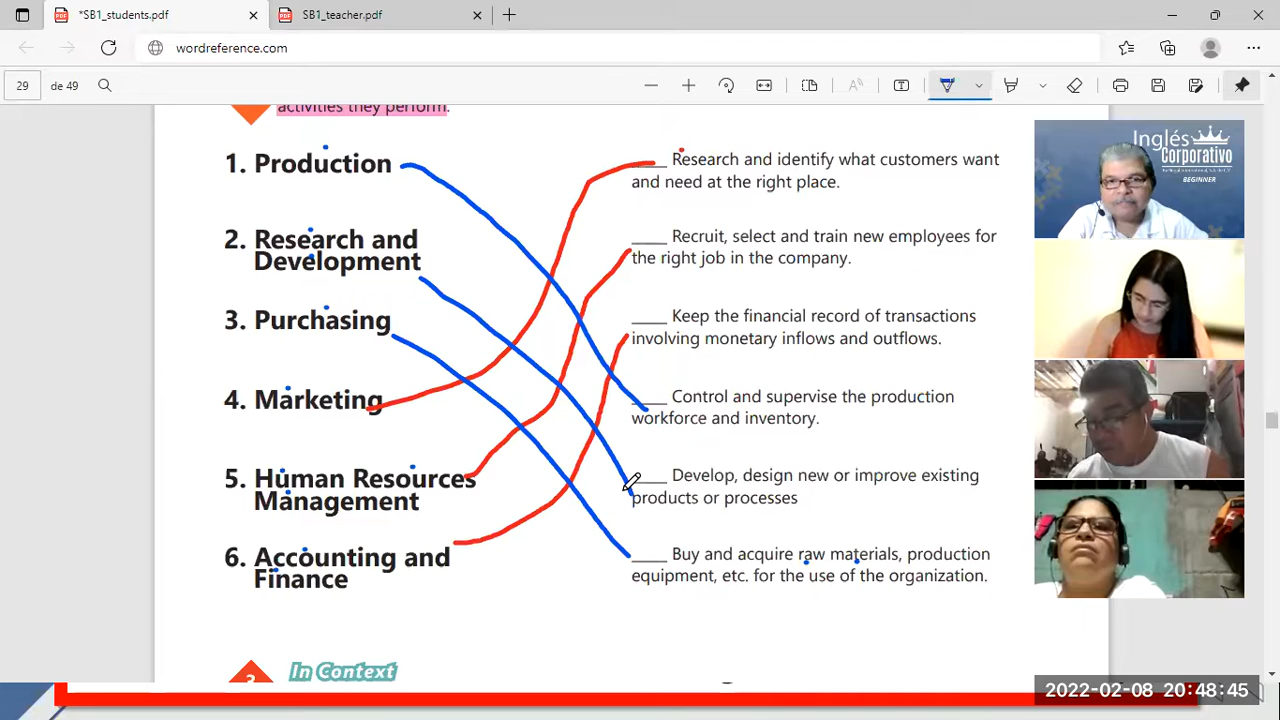 *SB1_students.pdf
SB1_teacher.pdf
wordreference.com
29 de 49
activities they perform.
1. Production
2. Research and
Development
3. Purchasing
4. Marketing
5. Human Resources
Management
6. Accounting and
Finance
____ Research and identify what customers want
and need at the right place.
____ Recruit, select and train new employees for
the right job in the company.
____ Keep the financial record of transactions
involving monetary inflows and outflows.
____ Control and supervise the production
workforce and inventory.
____ Develop, design new or improve existing
products or processes
____ Buy and acquire raw materials, production
equipment, etc. for the use of the organization.
3
In Context
Inglés
Corporativo
BEGINNER
2022-02-08 20:48:45